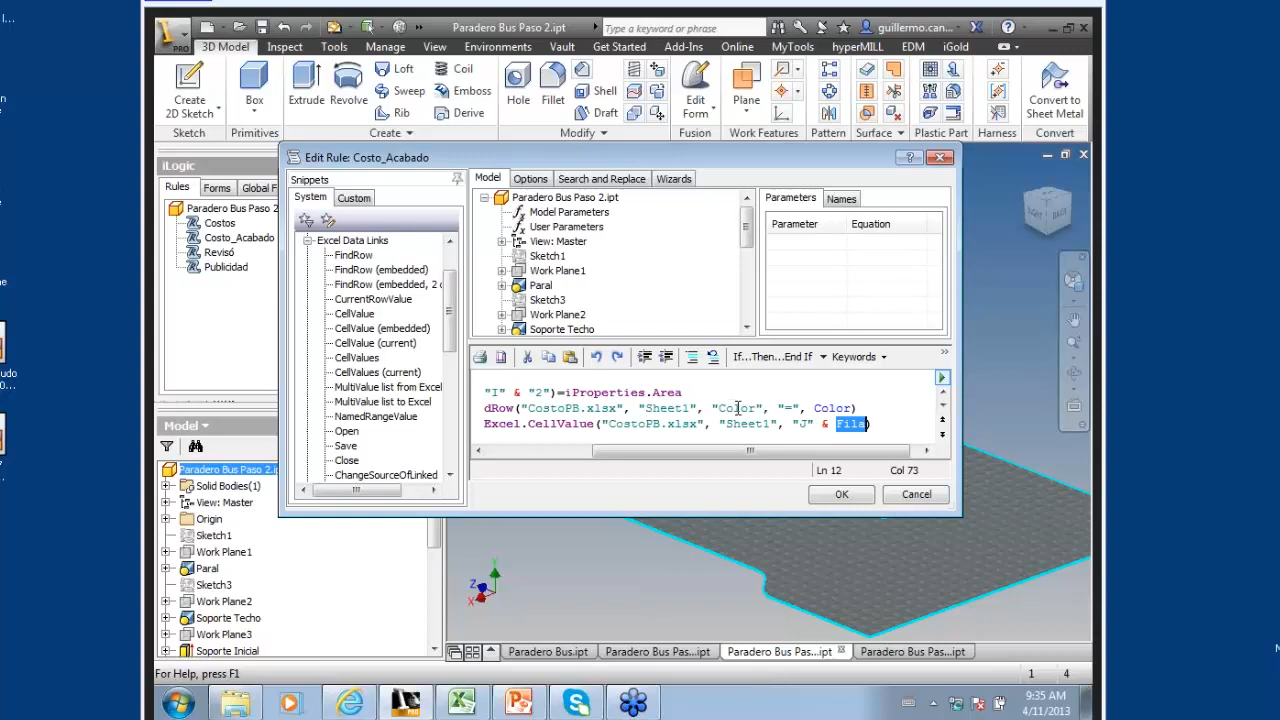 Paradero Bus Paso 2.ipt
Type a keyword or phrase
guillermo.can...
PRO
3D Model Inspect Tools Manage View Environments Vault Get Started Add-Ins Online MyTools hyperMILL EDM iGold
Create 2D Sketch
Box
Extrude Revolve
Loft
Sweep
Rib
Coil
Emboss
Derive
Hole Fillet
Shell
Draft
Edit Form
Plane
Convert to Sheet Metal
Sketch Primitives Create Modify Fusion Work Features Pattern Surface Plastic Part Harness Convert
iLogic
Rules Forms Global F
Paradero Bus Paso 2
Costos
Costo_Acabado
Revisó
Publicidad
Model
Paradero Bus Paso 2.ip
Solid Bodies(1)
View: Master
Origin
Sketch1
Work Plane1
Paral
Sketch3
Work Plane2
Soporte Techo
Work Plane3
Soporte Inicial
Edit Rule: Costo_Acabado
Snippets
System Custom
Excel Data Links
FindRow
FindRow (embedded)
FindRow (embedded, 2 c
CurrentRowValue
CellValue
CellValue (embedded)
CellValue (current)
CellValues
CellValues (current)
MultiValue list from Excel
MultiValue list to Excel
NamedRangeValue
Open
Save
Close
ChangeSourceOfLinked
Model Options Search and Replace Wizards
Paradero Bus Paso 2.ipt
Model Parameters
User Parameters
View: Master
Sketch1
Work Plane1
Paral
Sketch3
Work Plane2
Soporte Techo
Parameters Names
Parameter Equation
If...Then...End If Keywords
"I" & "2")=iProperties.Area
dRow("CostoPB.xlsx", "Sheet1", "Color", "=", Color)
Excel.CellValue("CostoPB.xlsx", "Sheet1", "J" & Fila)
Ln 12 Col 73
OK Cancel
RIGHT BACK
Y
Z
X
Paradero Bus.ipt Paradero Bus Pas...ipt Paradero Bus Pas...ipt Paradero Bus Pas...ipt
For Help, press F1
1 4
9:35 AM
4/11/2013